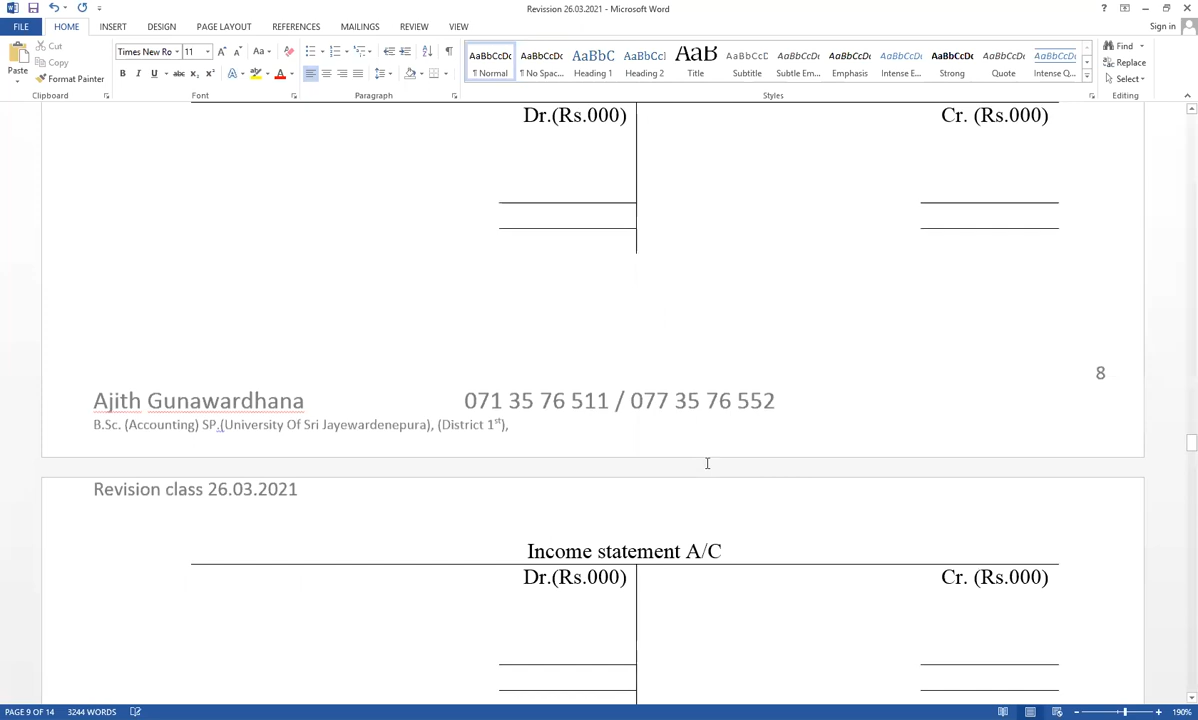 Revission 26.03.2021 - Microsoft Word
Sign in
FILE HOME INSERT DESIGN PAGE LAYOUT REFERENCES MAILINGS REVIEW VIEW
Paste
Cut
Copy
Format Painter
Clipboard
Times New Ro 11
Font
Paragraph
AaBbCcDc AaBbCcDc AaBbC AaBbCcl AaB AaBbCcD AaBbCcDt AaBbCcDt AaBbCcDt AaBbCcDc AaBbCcDt AaBbCcDt
¶ Normal ¶ No Spac... Heading 1 Heading 2 Title Subtitle Subtle Em... Emphasis Intense E... Strong Quote Intense Q...
Styles
Find
Replace
Select
Editing
Dr.(Rs.000) Cr. (Rs.000)
8
Ajith Gunawardhana 071 35 76 511 / 077 35 76 552
B.Sc. (Accounting) SP.(University Of Sri Jayewardenepura), (District 1st),
Revision class 26.03.2021
Income statement A/C
Dr.(Rs.000) Cr. (Rs.000)
PAGE 9 OF 14 3244 WORDS 190%